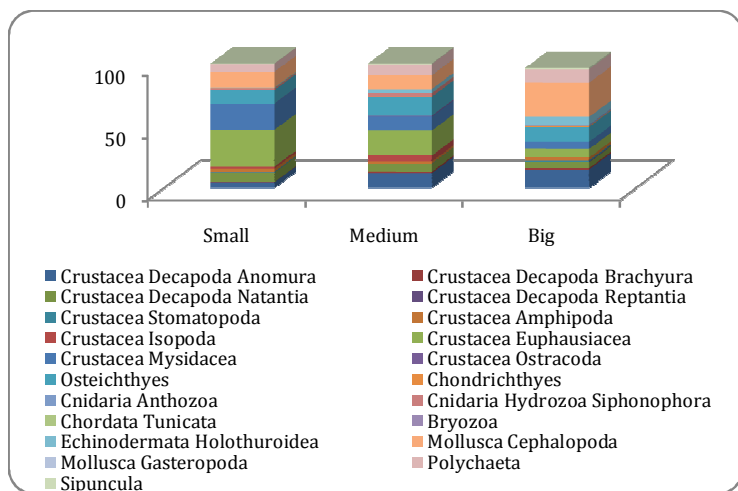 100
50
0
Small Medium Big
Crustacea Decapoda Anomura Crustacea Decapoda Brachyura
Crustacea Decapoda Natantia Crustacea Decapoda Reptantia
Crustacea Stomatopoda Crustacea Amphipoda
Crustacea Isopoda Crustacea Euphausiacea
Crustacea Mysidacea Crustacea Ostracoda
Osteichthyes Chondrichthyes
Cnidaria Anthozoa Cnidaria Hydrozoa Siphonophora
Chordata Tunicata Bryozoa
Echinodermata Holothuroidea Mollusca Cephalopoda
Mollusca Gasteropoda Polychaeta
Sipuncula